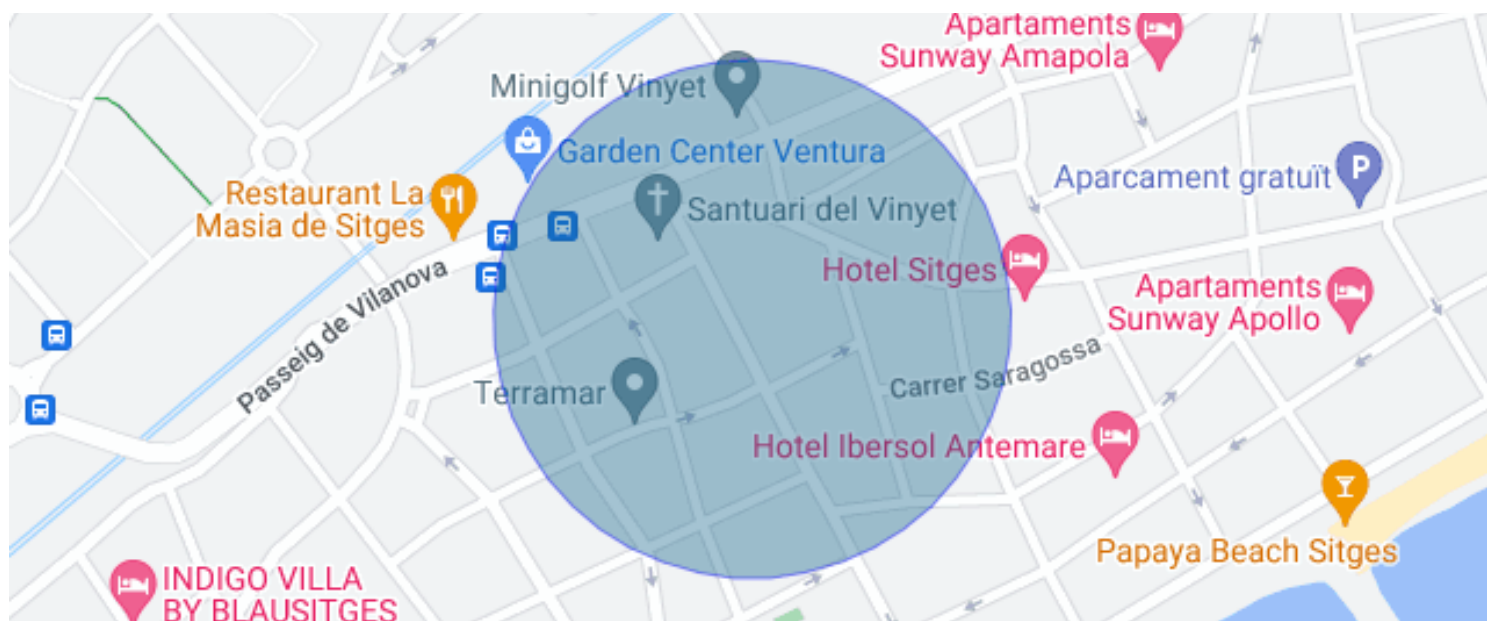 Apartaments
Sunway Amapola
Minigolf Vinyet
Garden Center Ventura
Aparcament gratuït
P
Restaurant La
Masia de Sitges
Santuari del Vinyet
Hotel Sitges
Apartaments
Sunway Apollo
Passeig de Vilanova
Carrer Saragossa
Terramar
Hotel Ibersol Antemare
Papaya Beach Sitges
INDIGO VILLA
BY BLAUSITGES